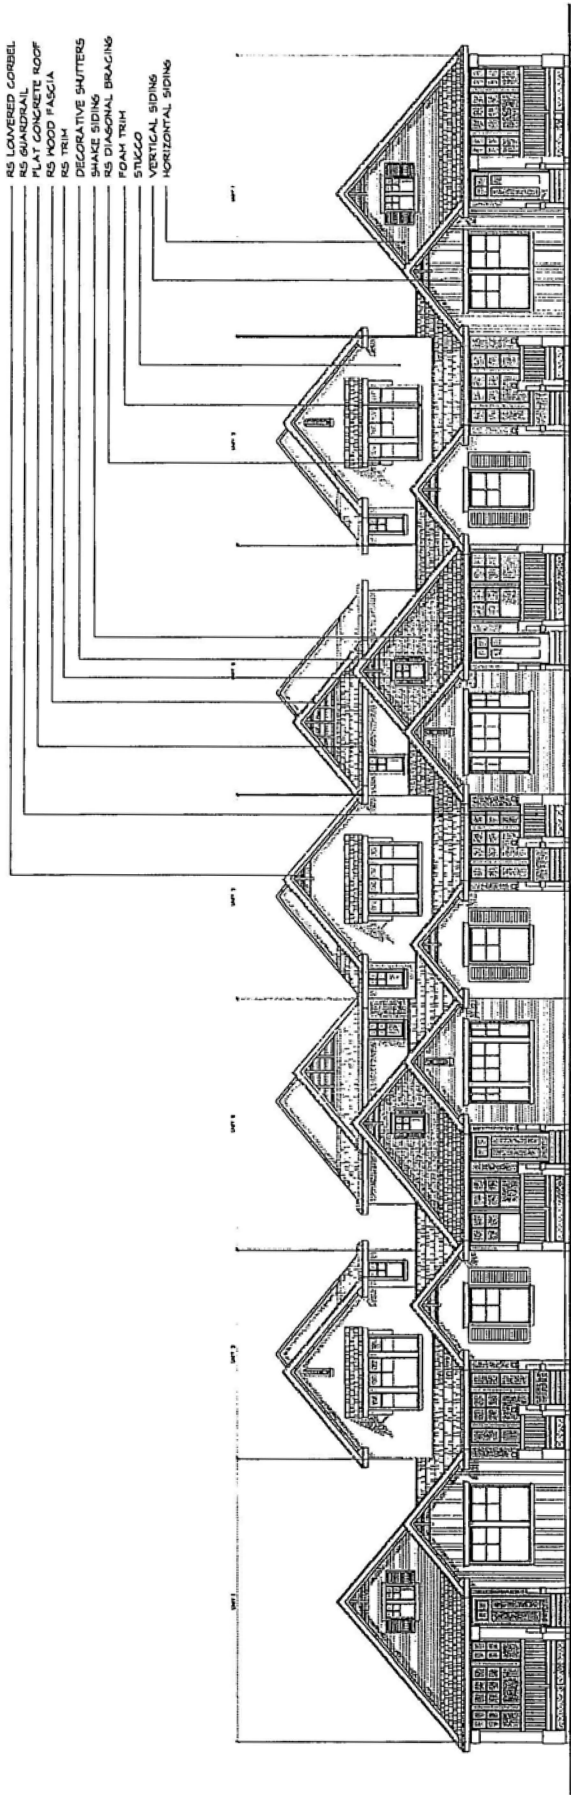 RS LOUVERED CORBEL
RS GUARDRAIL
FLAT CONCRETE ROOF
RS WOOD FASCIA
RS TRIM
DECORATIVE SHUTTERS
SHAKE SIDING
RS DIAGONAL BRACING
FOAM TRIM
STUCCO
VERTICAL SIDING
HORIZONTAL SIDING